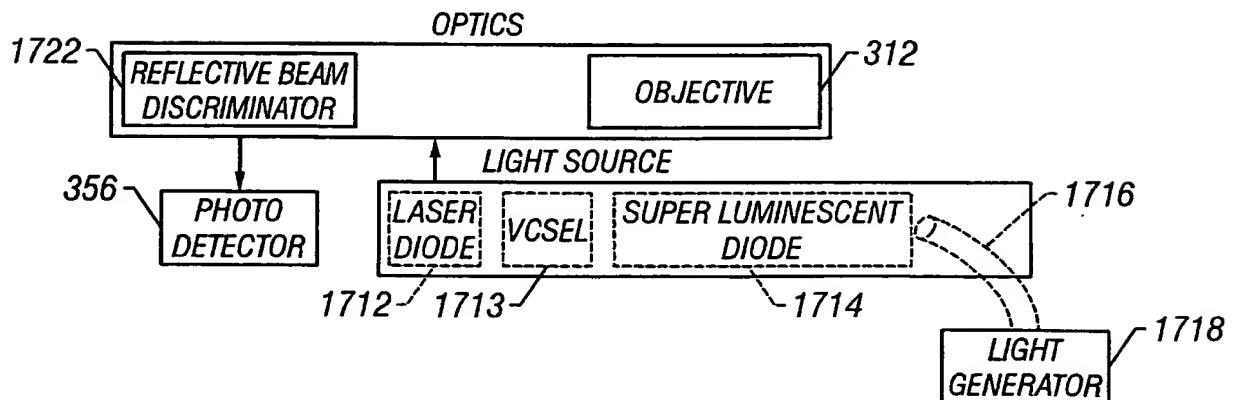 OPTICS
1722
REFLECTIVE BEAM
DISCRIMINATOR
OBJECTIVE
312
LIGHT SOURCE
356
PHOTO
DETECTOR
LASER
DIODE
VCSEL
SUPER LUMINESCENT
DIODE
1716
1712
1713
1714
LIGHT
GENERATOR
1718